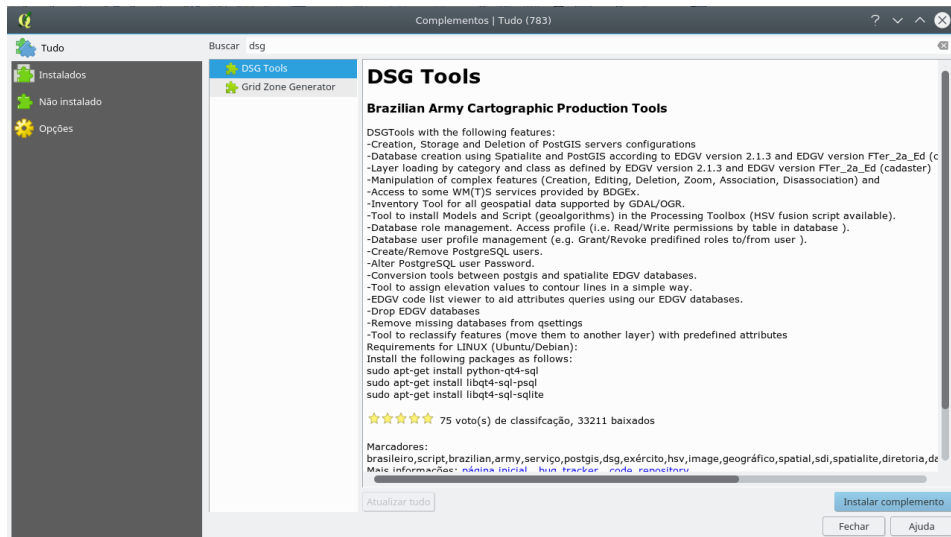 Complementos | Tudo (783)
Tudo
Instalados
Não instalado
Opções
Buscar dsg
DSG Tools
Grid Zone Generator
DSG Tools
Brazilian Army Cartographic Production Tools
DSGTools with the following features:
-Creation, Storage and Deletion of PostGIS servers configurations
-Database creation using Spatialite and PostGIS according to EDGV version 2.1.3 and EDGV version FTer_2a_Ed (c
-Layer loading by category and class as defined by EDGV version 2.1.3 and EDGV version FTer_2a_Ed (cadaster)
-Manipulation of complex features (Creation, Editing, Deletion, Zoom, Association, Disassociation) and
-Access to some WM(T)S services provided by BDGEx.
-Inventory Tool for all geospatial data supported by GDAL/OGR.
-Tool to install Models and Script (geoalgorithms) in the Processing Toolbox (HSV fusion script available).
-Database role management. Access profile (i.e. Read/Write permissions by table in database ).
-Database user profile management (e.g. Grant/Revoke predifined roles to/from user ).
-Create/Remove PostgreSQL users.
-Alter PostgreSQL user Password.
-Conversion tools between postgis and spatialite EDGV databases.
-Tool to assign elevation values to contour lines in a simple way.
-EDGV code list viewer to aid attributes queries using our EDGV databases.
-Drop EDGV databases
-Remove missing databases from qsettings
-Tool to reclassify features (move them to another layer) with predefined attributes
Requirements for LINUX (Ubuntu/Debian):
Install the following packages as follows:
sudo apt-get install python-qt4-sql
sudo apt-get install libqt4-sql-psql
sudo apt-get install libqt4-sql-sqlite
75 voto(s) de classifcação, 33211 baixados
Marcadores:
brasileiro,script,brazilian,army,serviço,postgis,dsg,exército,hsv,image,geográfico,spatial,sdi,spatialite,diretoria,da
Mais informações: página inicial bug tracker code repository
Atualizar tudo
Instalar complemento
Fechar
Ajuda